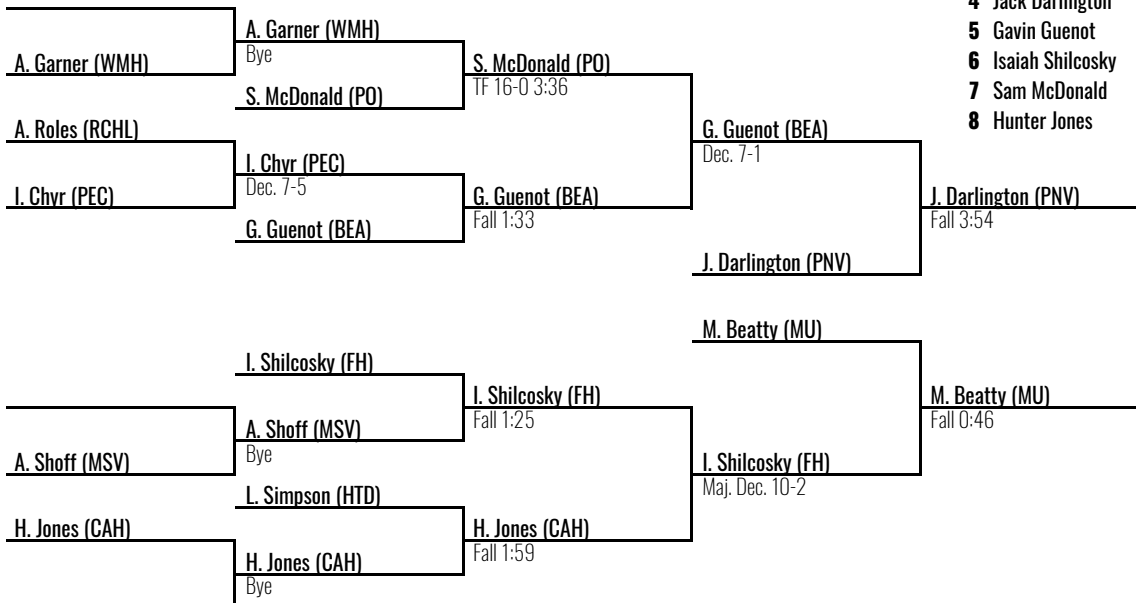 4 Jack Darlington
5 Gavin Guenot
6 Isaiah Shilcosky
7 Sam McDonald
8 Hunter Jones
A. Garner (WMH)
A. Garner (WMH)
Bye
S. McDonald (PO)
S. McDonald (PO)
TF 16-0 3:36
A. Roles (RCHL)
I. Chyr (PEC)
I. Chyr (PEC)
Dec. 7-5
G. Guenot (BEA)
G. Guenot (BEA)
Fall 1:33
G. Guenot (BEA)
Dec. 7-1
J. Darlington (PNV)
J. Darlington (PNV)
Fall 3:54
I. Shilcosky (FH)
A. Shoff (MSV)
A. Shoff (MSV)
Bye
I. Shilcosky (FH)
Fall 1:25
L. Simpson (HTD)
H. Jones (CAH)
H. Jones (CAH)
Bye
H. Jones (CAH)
Fall 1:59
M. Beatty (MU)
I. Shilcosky (FH)
Maj. Dec. 10-2
M. Beatty (MU)
Fall 0:46